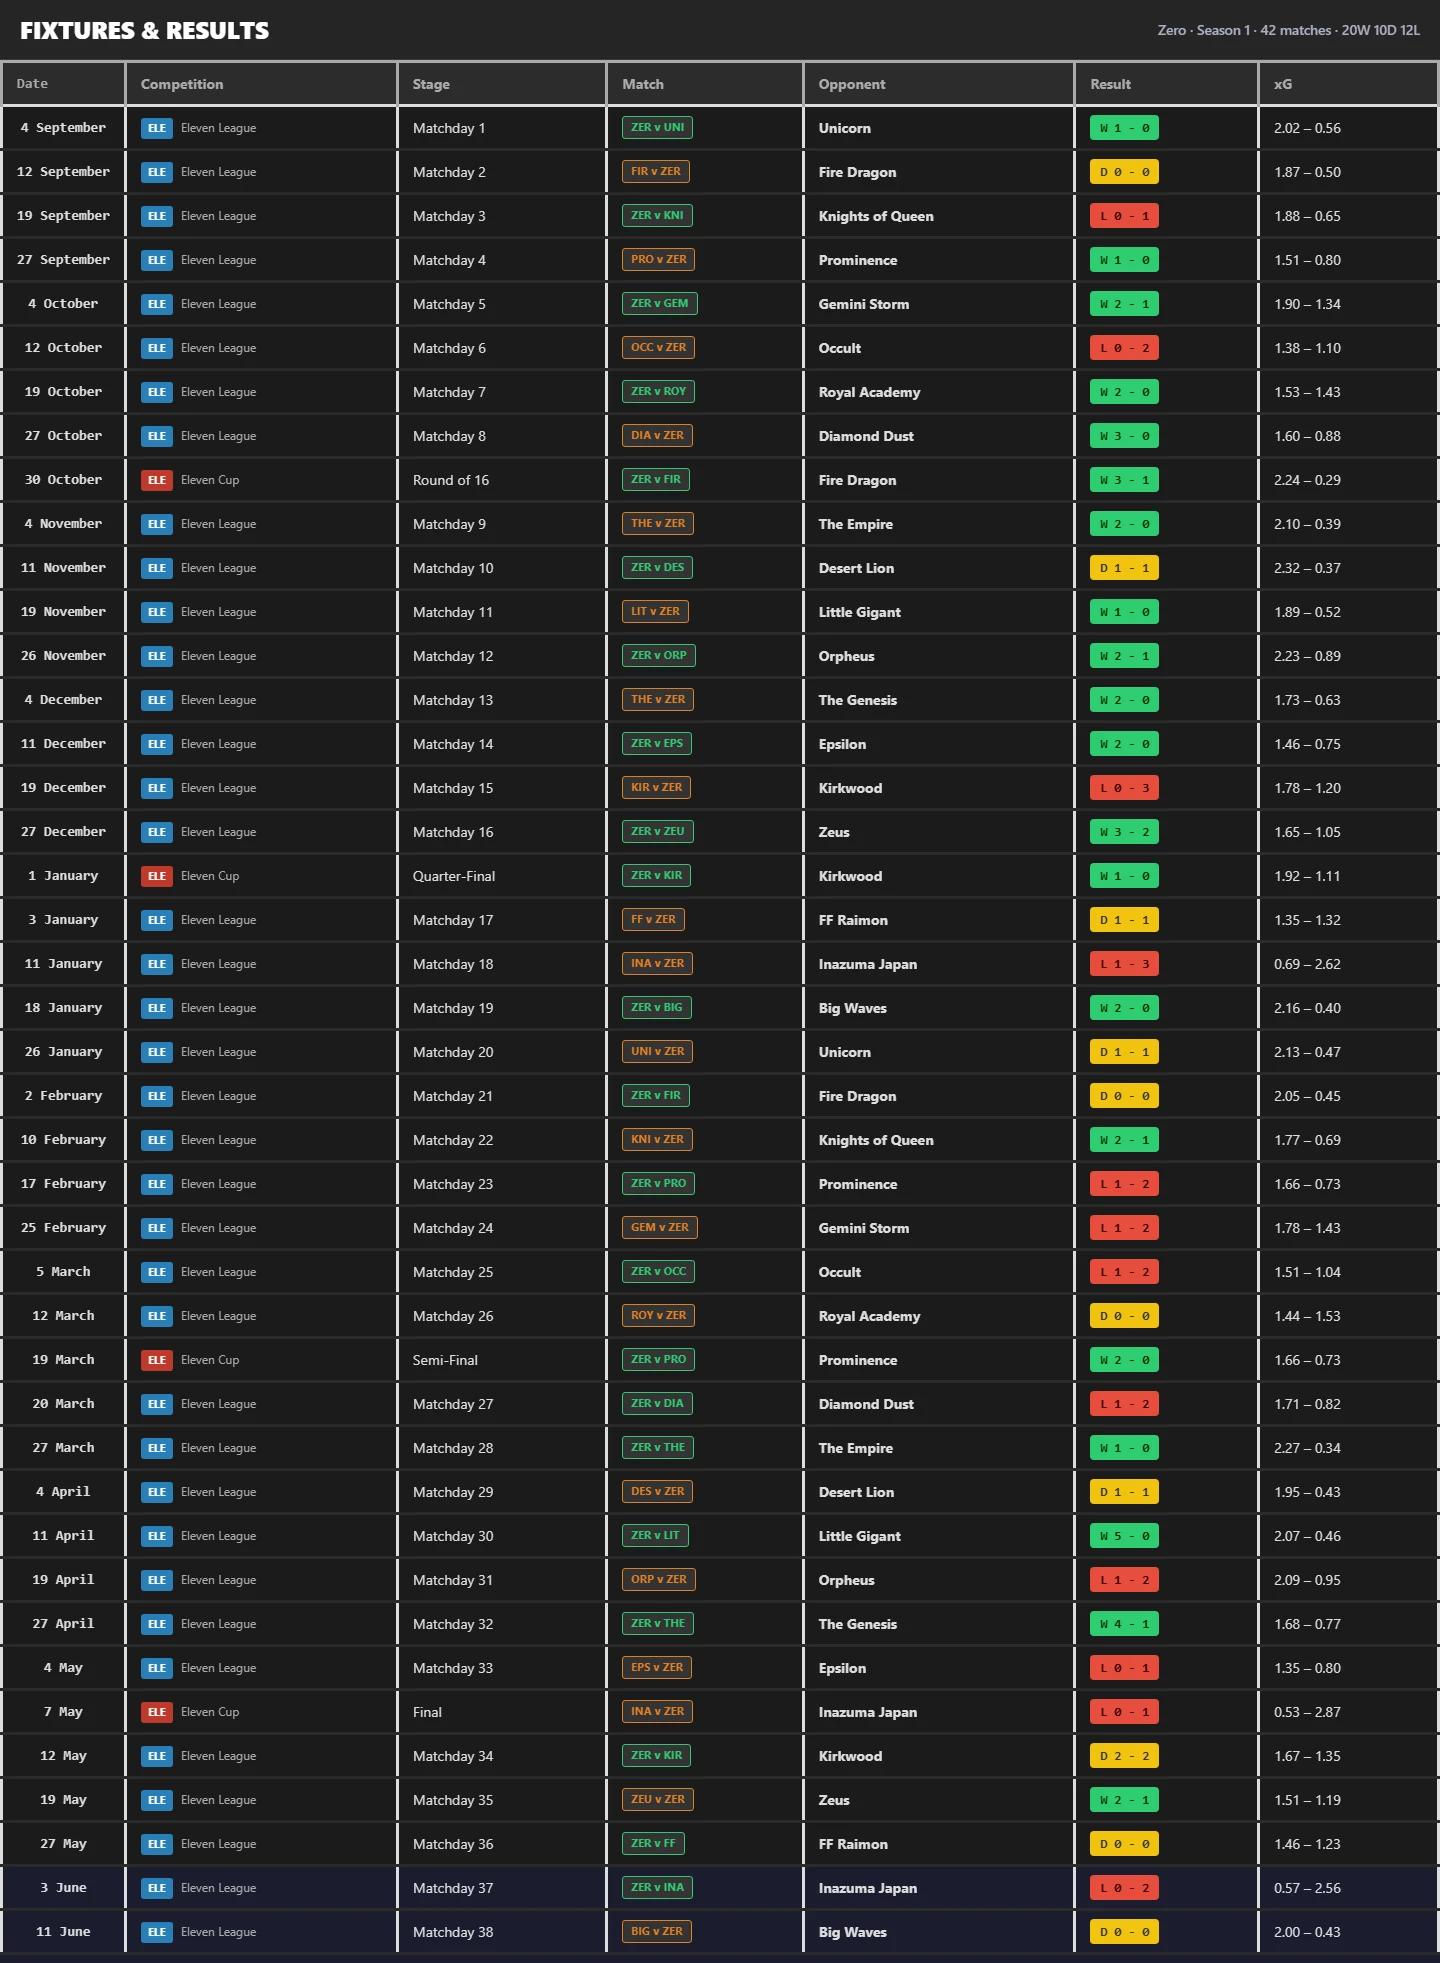 FIXTURES & RESULTS
Zero · Season 1 · 42 matches · 20W 10D 12L
Date Competition Stage Match Opponent Result xG
4 September ELE Eleven League Matchday 1 ZER v UNI Unicorn W 1 - 0 2.02 – 0.56
12 September ELE Eleven League Matchday 2 FIR v ZER Fire Dragon D 0 - 0 1.87 – 0.50
19 September ELE Eleven League Matchday 3 ZER v KNI Knights of Queen L 0 - 1 1.88 – 0.65
27 September ELE Eleven League Matchday 4 PRO v ZER Prominence W 1 - 0 1.51 – 0.80
4 October ELE Eleven League Matchday 5 ZER v GEM Gemini Storm W 2 - 1 1.90 – 1.34
12 October ELE Eleven League Matchday 6 OCC v ZER Occult L 0 - 2 1.38 – 1.10
19 October ELE Eleven League Matchday 7 ZER v ROY Royal Academy W 2 - 0 1.53 – 1.43
27 October ELE Eleven League Matchday 8 DIA v ZER Diamond Dust W 3 - 0 1.60 – 0.88
30 October ELE Eleven Cup Round of 16 ZER v FIR Fire Dragon W 3 - 1 2.24 – 0.29
4 November ELE Eleven League Matchday 9 THE v ZER The Empire W 2 - 0 2.10 – 0.39
11 November ELE Eleven League Matchday 10 ZER v DES Desert Lion D 1 - 1 2.32 – 0.37
19 November ELE Eleven League Matchday 11 LIT v ZER Little Gigant W 1 - 0 1.89 – 0.52
26 November ELE Eleven League Matchday 12 ZER v ORP Orpheus W 2 - 1 2.23 – 0.89
4 December ELE Eleven League Matchday 13 THE v ZER The Genesis W 2 - 0 1.73 – 0.63
11 December ELE Eleven League Matchday 14 ZER v EPS Epsilon W 2 - 0 1.46 – 0.75
19 December ELE Eleven League Matchday 15 KIR v ZER Kirkwood L 0 - 3 1.78 – 1.20
27 December ELE Eleven League Matchday 16 ZER v ZEU Zeus W 3 - 2 1.65 – 1.05
1 January ELE Eleven Cup Quarter-Final ZER v KIR Kirkwood W 1 - 0 1.92 – 1.11
3 January ELE Eleven League Matchday 17 FF v ZER FF Raimon D 1 - 1 1.35 – 1.32
11 January ELE Eleven League Matchday 18 INA v ZER Inazuma Japan L 1 - 3 0.69 – 2.62
18 January ELE Eleven League Matchday 19 ZER v BIG Big Waves W 2 - 0 2.16 – 0.40
26 January ELE Eleven League Matchday 20 UNI v ZER Unicorn D 1 - 1 2.13 – 0.47
2 February ELE Eleven League Matchday 21 ZER v FIR Fire Dragon D 0 - 0 2.05 – 0.45
10 February ELE Eleven League Matchday 22 KNI v ZER Knights of Queen W 2 - 1 1.77 – 0.69
17 February ELE Eleven League Matchday 23 ZER v PRO Prominence L 1 - 2 1.66 – 0.73
25 February ELE Eleven League Matchday 24 GEM v ZER Gemini Storm L 1 - 2 1.78 – 1.43
5 March ELE Eleven League Matchday 25 ZER v OCC Occult L 1 - 2 1.51 – 1.04
12 March ELE Eleven League Matchday 26 ROY v ZER Royal Academy D 0 - 0 1.44 – 1.53
19 March ELE Eleven Cup Semi-Final ZER v PRO Prominence W 2 - 0 1.66 – 0.73
20 March ELE Eleven League Matchday 27 ZER v DIA Diamond Dust L 1 - 2 1.71 – 0.82
27 March ELE Eleven League Matchday 28 ZER v THE The Empire W 1 - 0 2.27 – 0.34
4 April ELE Eleven League Matchday 29 DES v ZER Desert Lion D 1 - 1 1.95 – 0.43
11 April ELE Eleven League Matchday 30 ZER v LIT Little Gigant W 5 - 0 2.07 – 0.46
19 April ELE Eleven League Matchday 31 ORP v ZER Orpheus L 1 - 2 2.09 – 0.95
27 April ELE Eleven League Matchday 32 ZER v THE The Genesis W 4 - 1 1.68 – 0.77
4 May ELE Eleven League Matchday 33 EPS v ZER Epsilon L 0 - 1 1.35 – 0.80
7 May ELE Eleven Cup Final INA v ZER Inazuma Japan L 0 - 1 0.53 – 2.87
12 May ELE Eleven League Matchday 34 ZER v KIR Kirkwood D 2 - 2 1.67 – 1.35
19 May ELE Eleven League Matchday 35 ZEU v ZER Zeus W 2 - 1 1.51 – 1.19
27 May ELE Eleven League Matchday 36 ZER v FF FF Raimon D 0 - 0 1.46 – 1.23
3 June ELE Eleven League Matchday 37 ZER v INA Inazuma Japan L 0 - 2 0.57 – 2.56
11 June ELE Eleven League Matchday 38 BIG v ZER Big Waves D 0 - 0 2.00 – 0.43